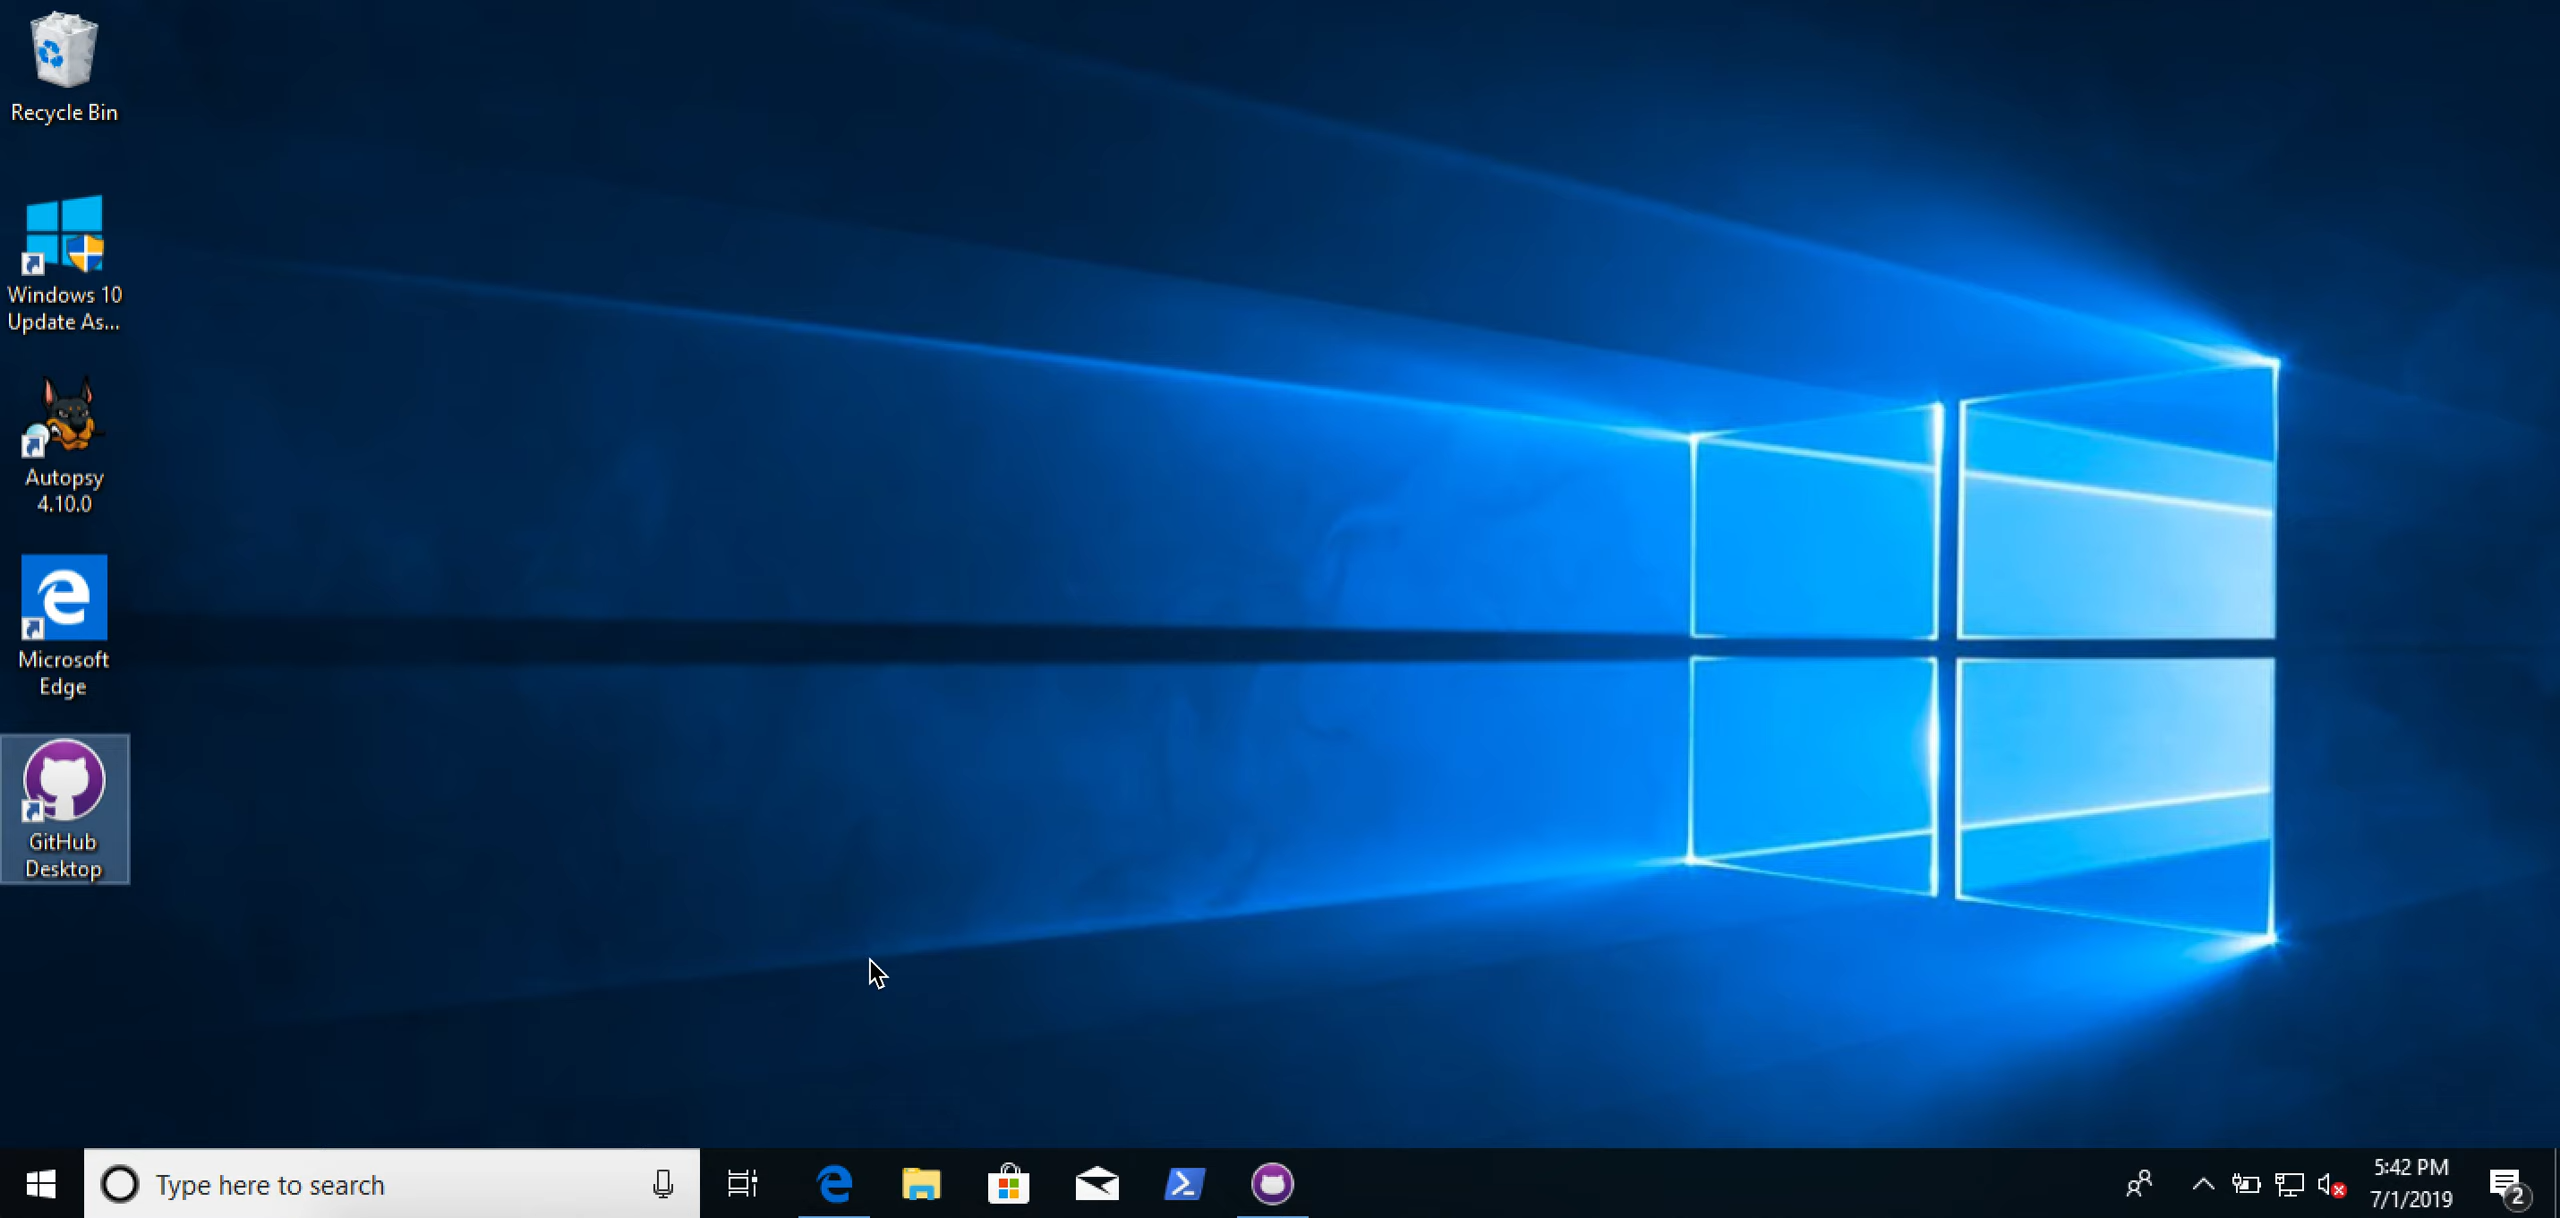 Recycle Bin
Windows 10
Update As...
Autopsy
4.10.0
Microsoft
Edge
GitHub
Desktop
Type here to search
5:42 PM
7/1/2019
2